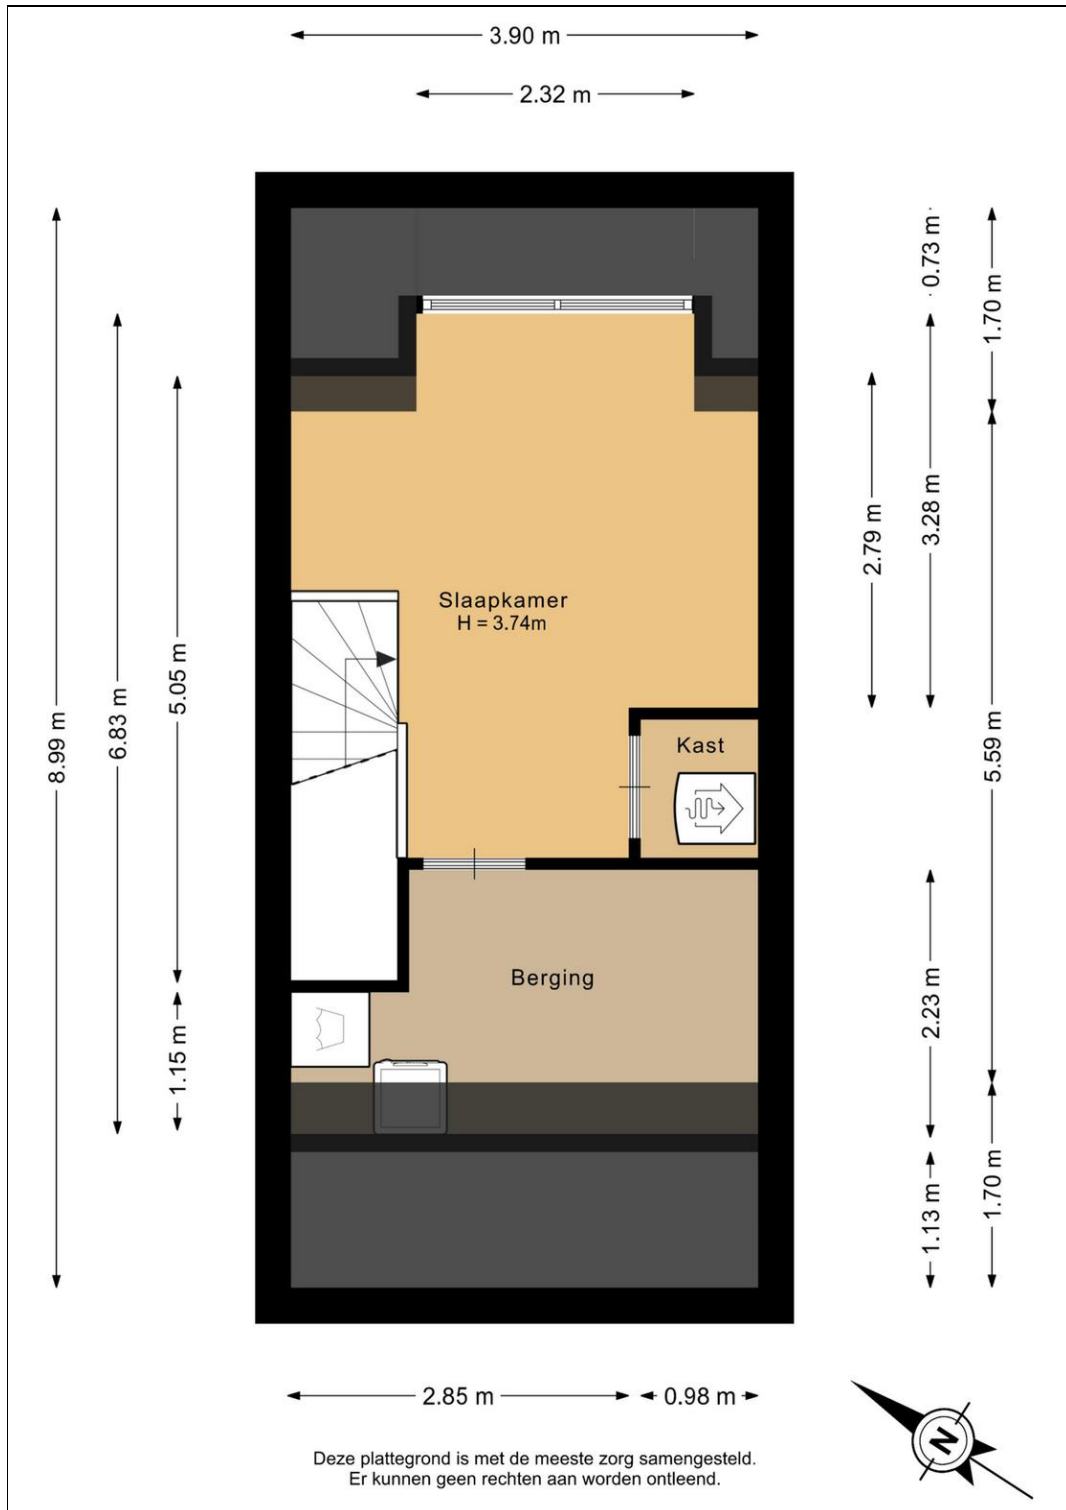 3.90 m
2.32 m
0.73 m
1.70 m
3.28 m
2.79 m
Slaapkamer
H = 3.74m
5.05 m
6.83 m
8.99 m
5.59 m
Kast
Berging
2.23 m
1.15 m
1.13 m
1.70 m
2.85 m
0.98 m
N
Deze plattegrond is met de meeste zorg samengesteld.
Er kunnen geen rechten aan worden ontleend.